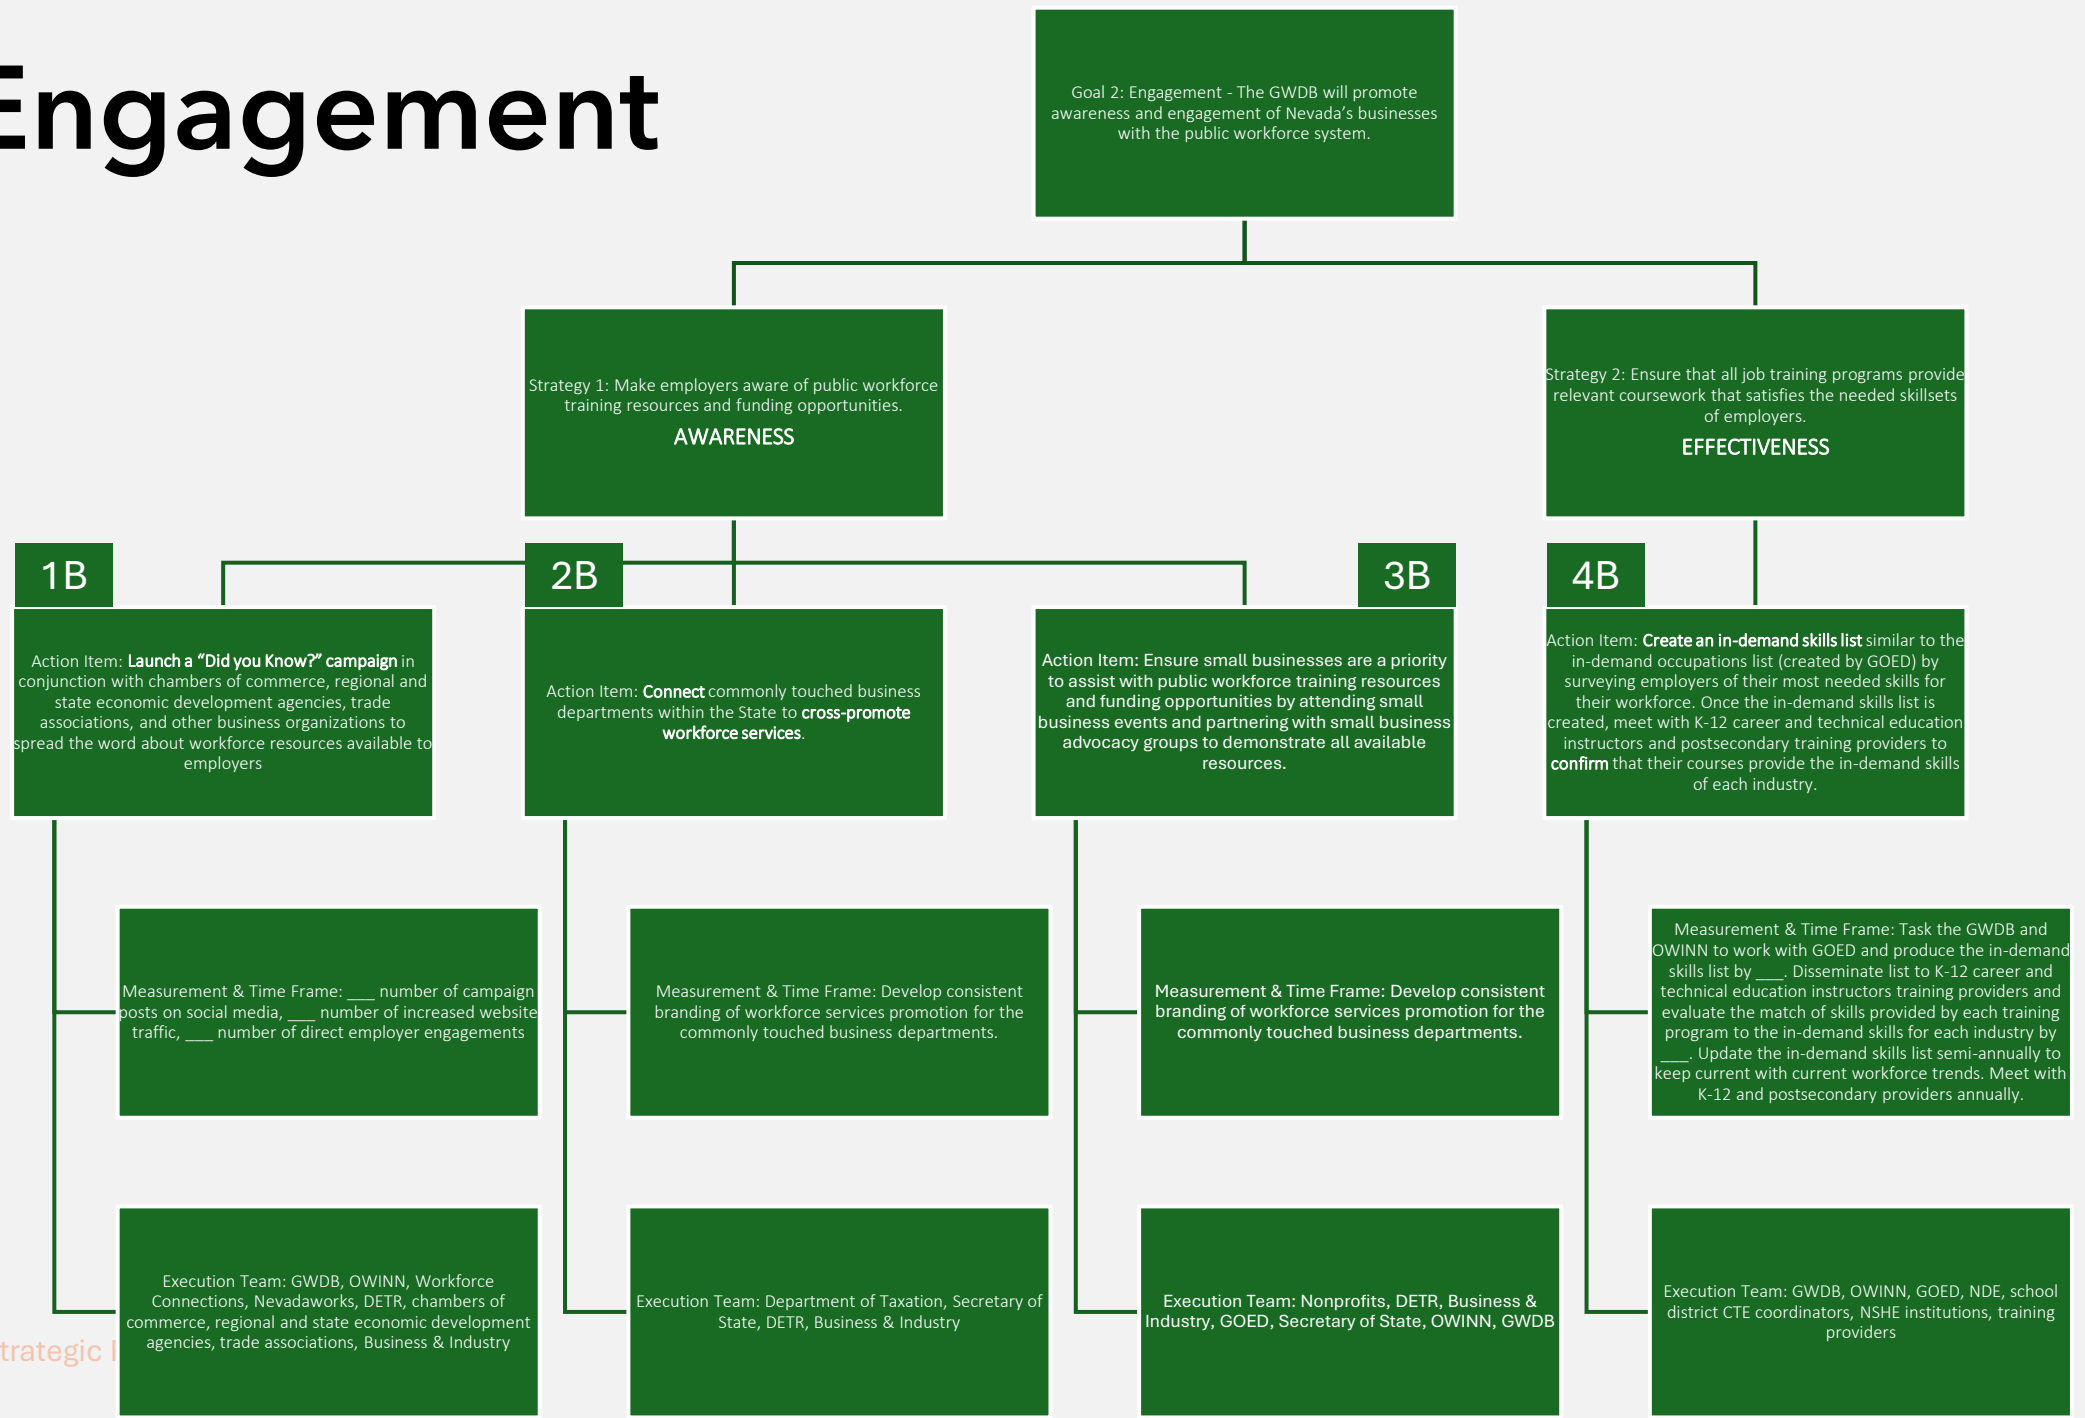 Engagement
Goal 2: Engagement - The GWDB will promote
awareness and engagement of Nevada’s businesses
with the public workforce system.
Strategy 1: Make employers aware of public workforce
training resources and funding opportunities.
AWARENESS
Strategy 2: Ensure that all job training programs provide
relevant coursework that satisfies the needed skillsets
of employers.
EFFECTIVENESS
1B
Action Item: Launch a “Did you Know?” campaign in
conjunction with chambers of commerce, regional and
state economic development agencies, trade
associations, and other business organizations to
spread the word about workforce resources available to
employers
2B
Action Item: Connect commonly touched business
departments within the State to cross-promote
workforce services.
3B
Action Item: Ensure small businesses are a priority
to assist with public workforce training resources
and funding opportunities by attending small
business events and partnering with small business
advocacy groups to demonstrate all available
resources.
4B
Action Item: Create an in-demand skills list similar to the
in-demand occupations list (created by GOED) by
surveying employers of their most needed skills for
their workforce. Once the in-demand skills list is
created, meet with K-12 career and technical education
instructors and postsecondary training providers to
confirm that their courses provide the in-demand skills
of each industry.
Measurement & Time Frame: ___ number of campaign
posts on social media, ___ number of increased website
traffic, ___ number of direct employer engagements
Measurement & Time Frame: Develop consistent
branding of workforce services promotion for the
commonly touched business departments.
Measurement & Time Frame: Develop consistent
branding of workforce services promotion for the
commonly touched business departments.
Measurement & Time Frame: Task the GWDB and
OWINN to work with GOED and produce the in-demand
skills list by ___. Disseminate list to K-12 career and
technical education instructors training providers and
evaluate the match of skills provided by each training
program to the in-demand skills for each industry by
___. Update the in-demand skills list semi-annually to
keep current with current workforce trends. Meet with
K-12 and postsecondary providers annually.
Execution Team: GWDB, OWINN, Workforce
Connections, Nevadaworks, DETR, chambers of
commerce, regional and state economic development
agencies, trade associations, Business & Industry
Execution Team: Department of Taxation, Secretary of
State, DETR, Business & Industry
Execution Team: Nonprofits, DETR, Business &
Industry, GOED, Secretary of State, OWINN, GWDB
Execution Team: GWDB, OWINN, GOED, NDE, school
district CTE coordinators, NSHE institutions, training
providers
trategic